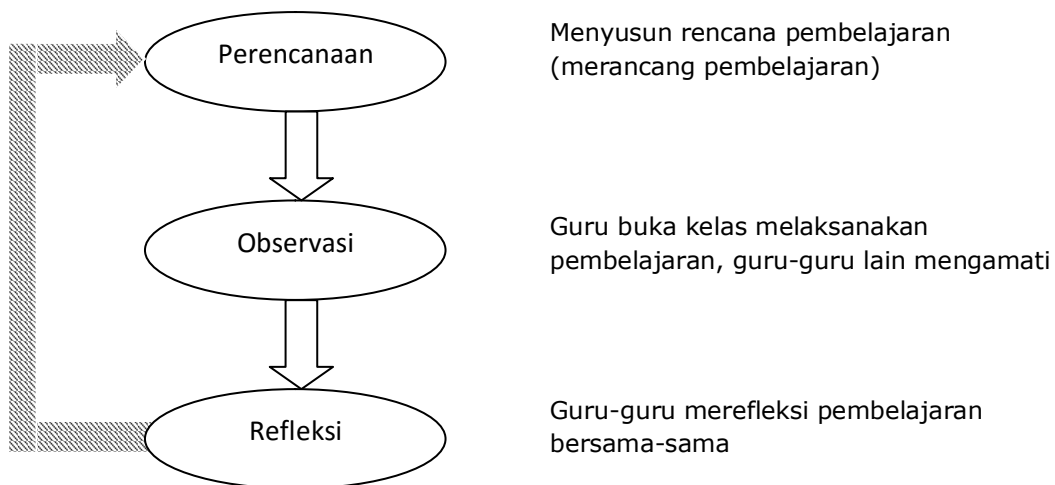 Perencanaan
Menyusun rencana pembelajaran
(merancang pembelajaran)
Observasi
Guru buka kelas melaksanakan
pembelajaran, guru-guru lain mengamati
Refleksi
Guru-guru merefleksi pembelajaran
bersama-sama